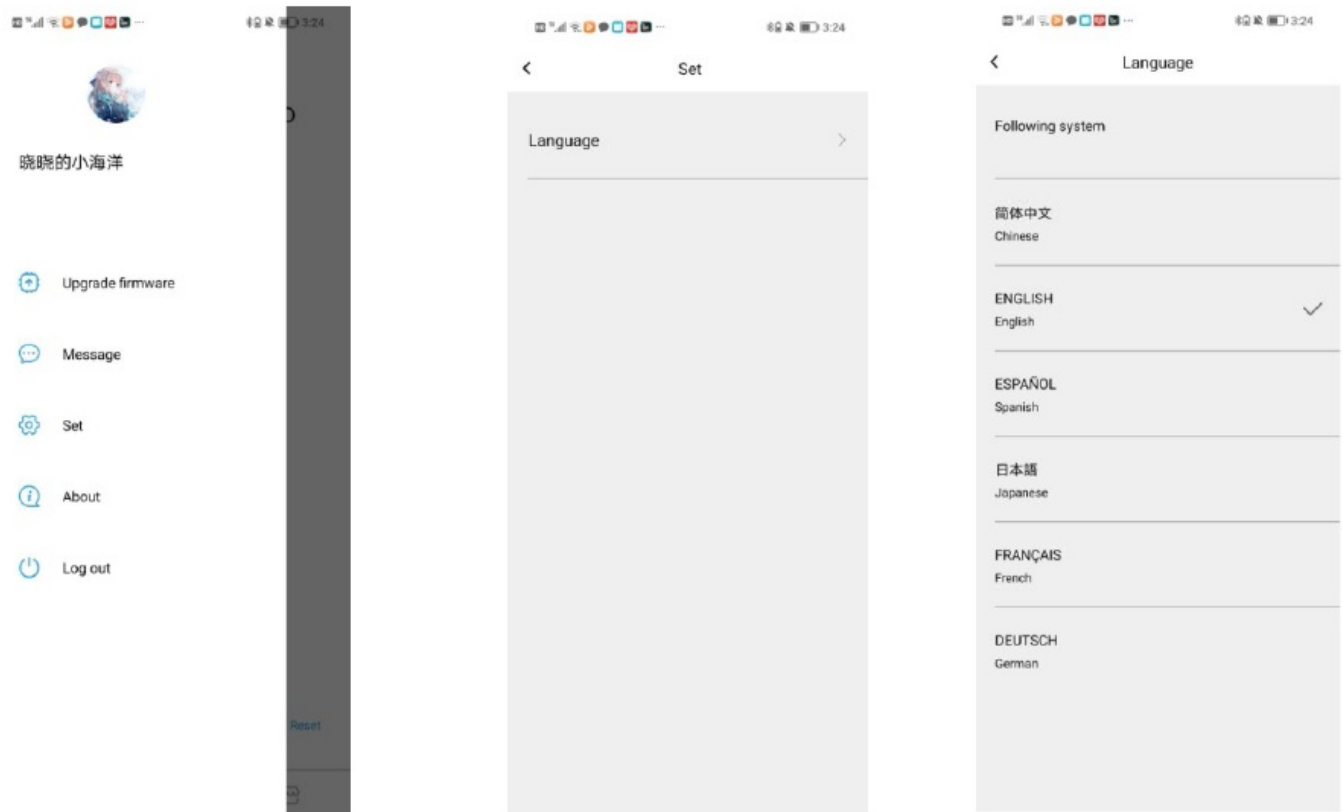 3:24
晓晓的小海洋
Upgrade firmware
Message
Set
About
Log out
Reset
3:24
Set
Language
3:24
Language
Following system
简体中文
Chinese
ENGLISH
English
ESPAÑOL
Spanish
日本語
Japanese
FRANÇAIS
French
DEUTSCH
German